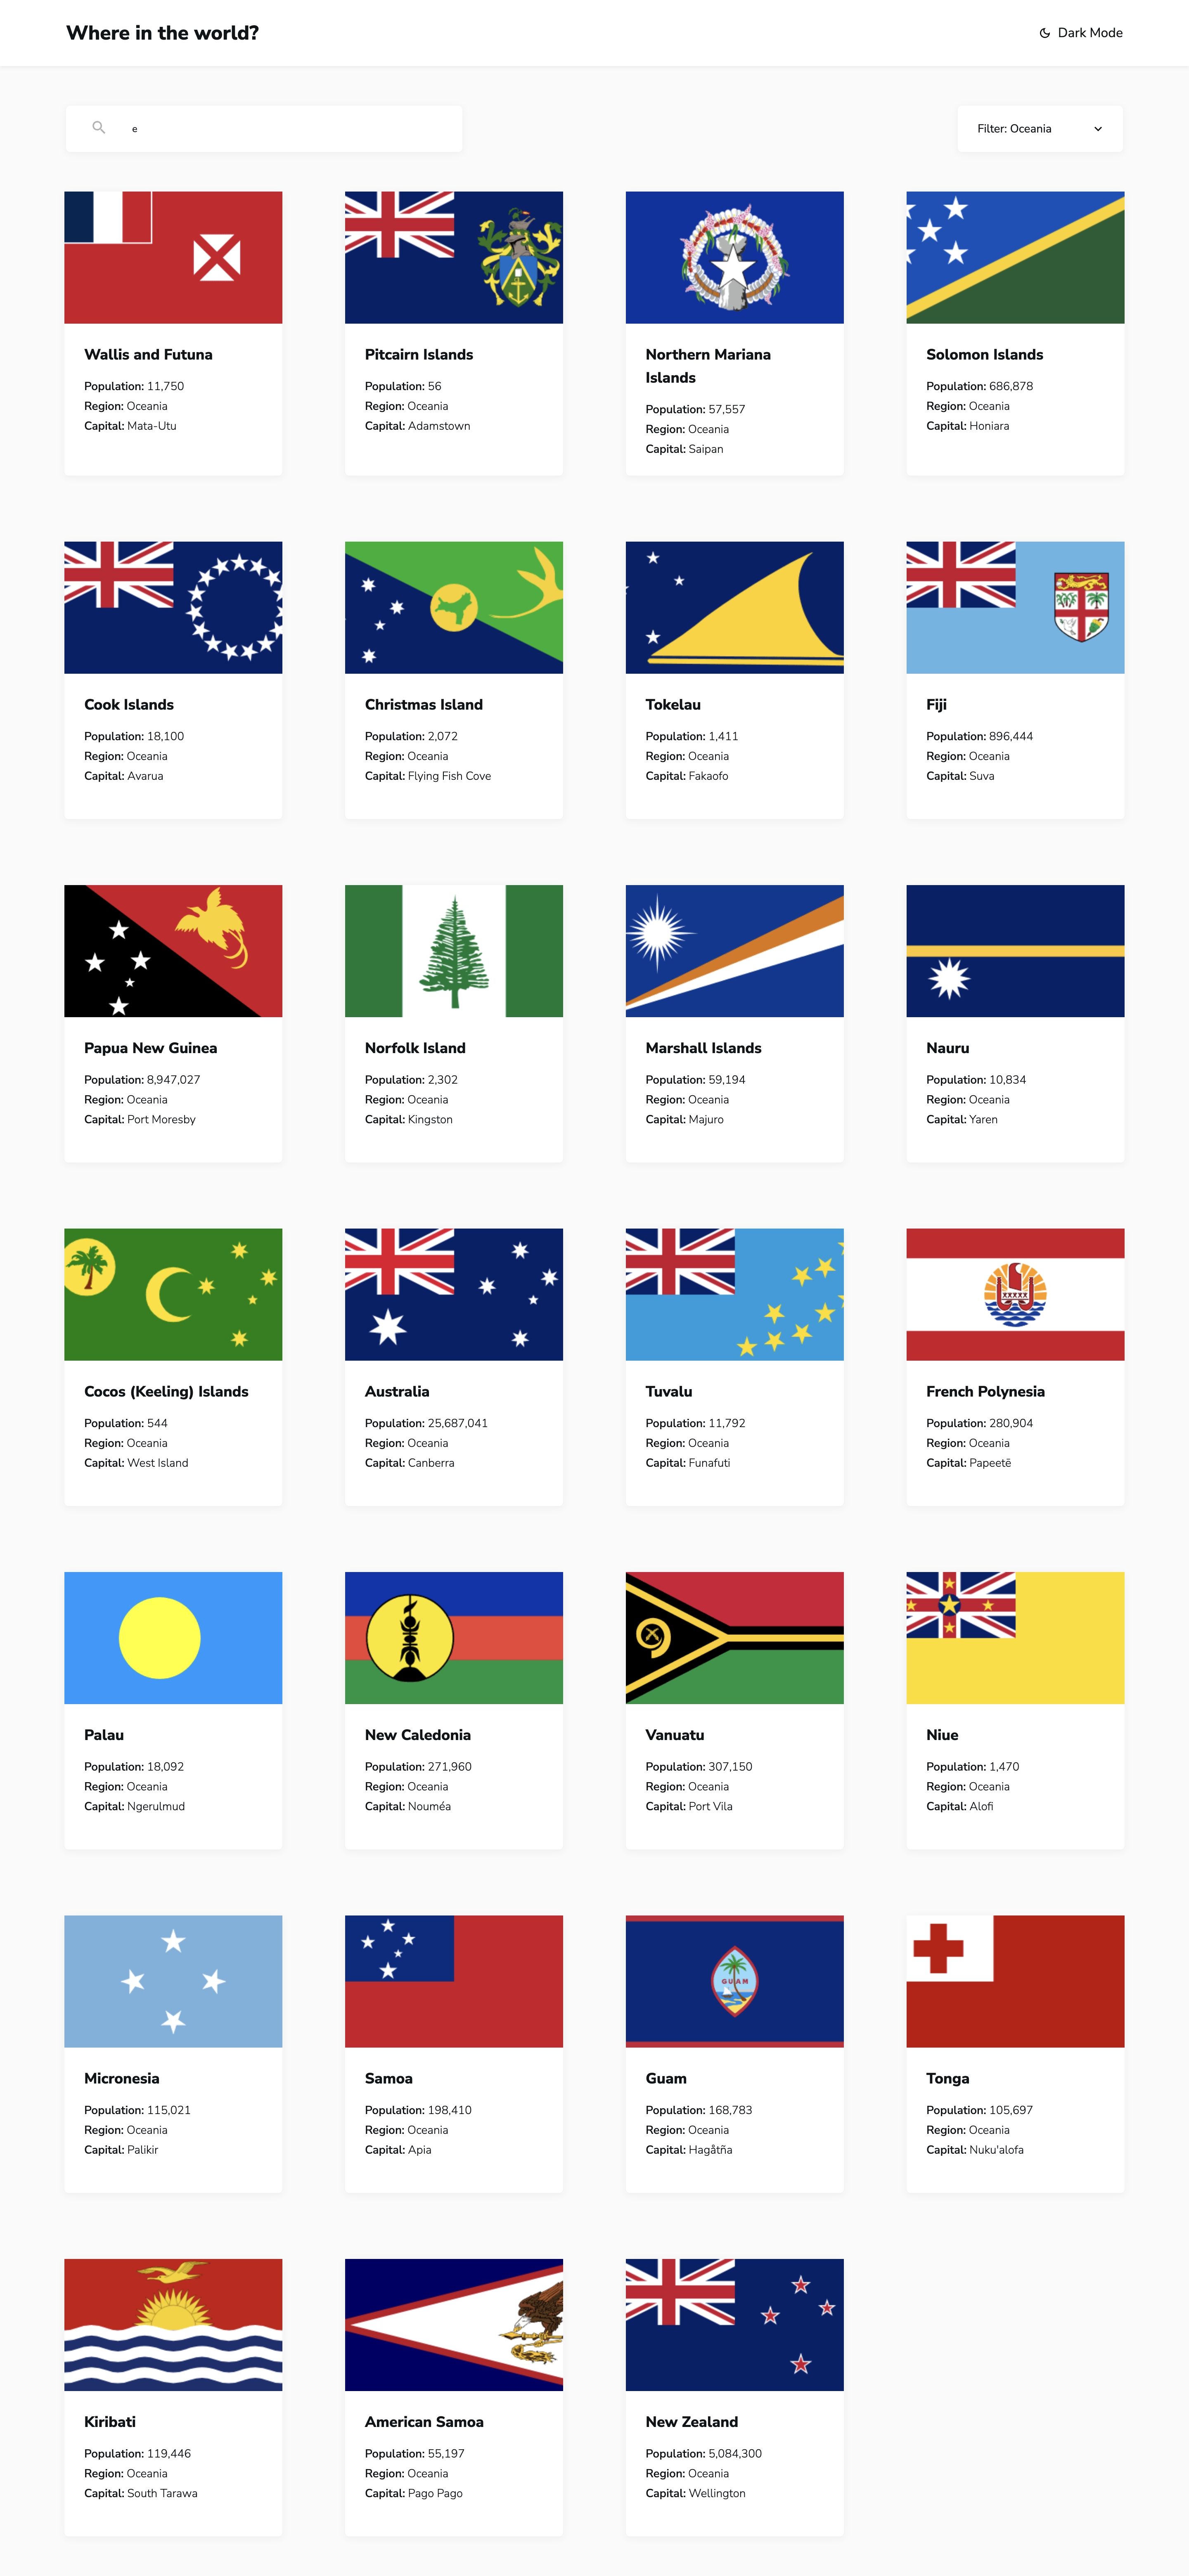 Where in the world?
Dark Mode
e
Filter: Oceania
Wallis and Futuna
Population: 11,750
Region: Oceania
Capital: Mata-Utu
Pitcairn Islands
Population: 56
Region: Oceania
Capital: Adamstown
Northern Mariana
Islands
Population: 57,557
Region: Oceania
Capital: Saipan
Solomon Islands
Population: 686,878
Region: Oceania
Capital: Honiara
Cook Islands
Population: 18,100
Region: Oceania
Capital: Avarua
Christmas Island
Population: 2,072
Region: Oceania
Capital: Flying Fish Cove
Tokelau
Population: 1,411
Region: Oceania
Capital: Fakaofo
Fiji
Population: 896,444
Region: Oceania
Capital: Suva
Papua New Guinea
Population: 8,947,027
Region: Oceania
Capital: Port Moresby
Norfolk Island
Population: 2,302
Region: Oceania
Capital: Kingston
Marshall Islands
Population: 59,194
Region: Oceania
Capital: Majuro
Nauru
Population: 10,834
Region: Oceania
Capital: Yaren
Cocos (Keeling) Islands
Population: 544
Region: Oceania
Capital: West Island
Australia
Population: 25,687,041
Region: Oceania
Capital: Canberra
Tuvalu
Population: 11,792
Region: Oceania
Capital: Funafuti
French Polynesia
Population: 280,904
Region: Oceania
Capital: Papeetē
Palau
Population: 18,092
Region: Oceania
Capital: Ngerulmud
New Caledonia
Population: 271,960
Region: Oceania
Capital: Nouméa
Vanuatu
Population: 307,150
Region: Oceania
Capital: Port Vila
Niue
Population: 1,470
Region: Oceania
Capital: Alofi
Micronesia
Population: 115,021
Region: Oceania
Capital: Palikir
Samoa
Population: 198,410
Region: Oceania
Capital: Apia
GUAM
Guam
Population: 168,783
Region: Oceania
Capital: Hagåtña
Tonga
Population: 105,697
Region: Oceania
Capital: Nuku'alofa
Kiribati
Population: 119,446
Region: Oceania
Capital: South Tarawa
American Samoa
Population: 55,197
Region: Oceania
Capital: Pago Pago
New Zealand
Population: 5,084,300
Region: Oceania
Capital: Wellington